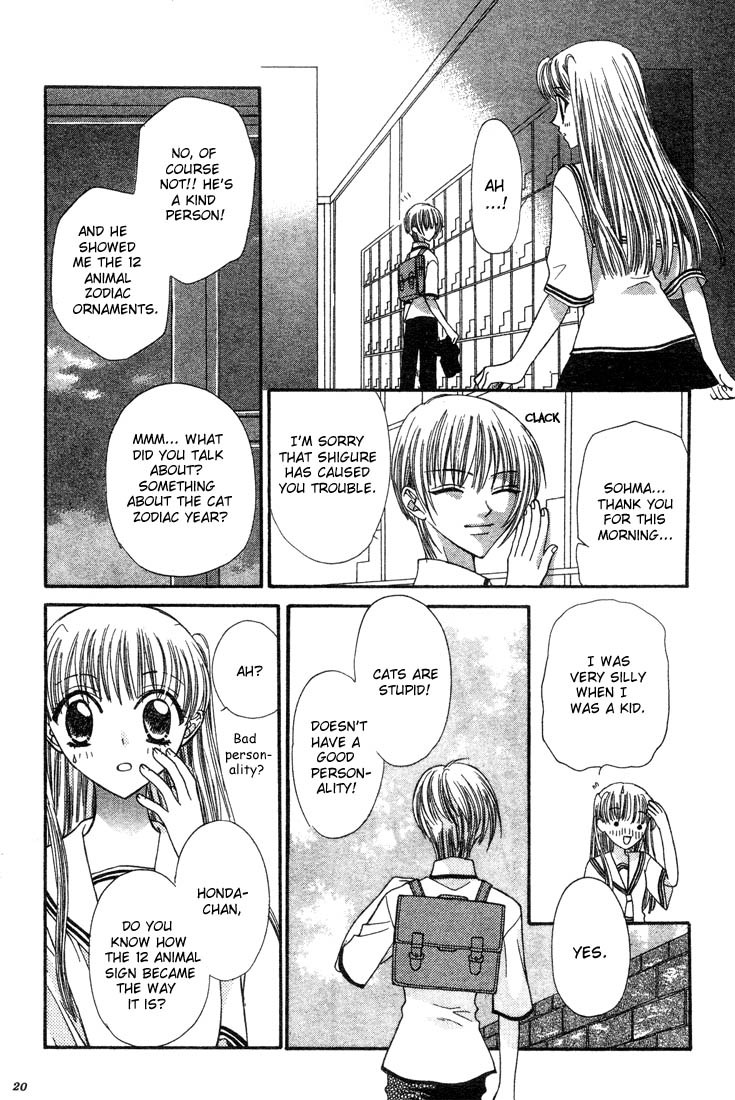 AH
...!
SOHMA...
THANK YOU
FOR THIS
MORNING...
CLACK
I'M SORRY
THAT SHIGURE
HAS CAUSED
YOU TROUBLE.
NO, OF
COURSE
NOT!! HE'S
A KIND
PERSON!
AND HE
SHOWED
ME THE 12
ANIMAL
ZODIAC
ORNAMENTS.
MMM... WHAT
DID YOU TALK
ABOUT?
SOMETHING
ABOUT THE CAT
ZODIAC YEAR?
I WAS
VERY SILLY
WHEN I
WAS A KID.
YES.
CATS ARE
STUPID!
DOESN'T
HAVE A
GOOD
PERSON-
ALITY!
AH?
Bad
person-
ality?
HONDA-
CHAN,
DO YOU
KNOW HOW
THE 12 ANIMAL
SIGN BECAME
THE WAY
IT IS?
20